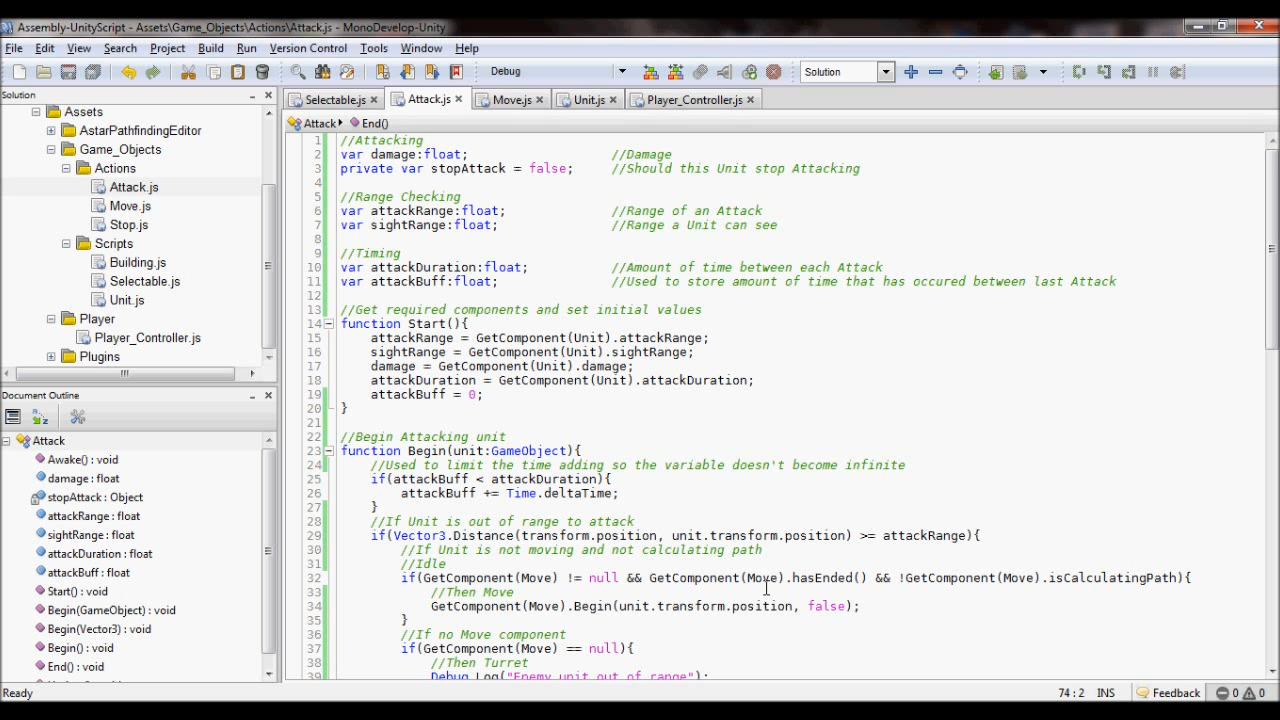 Assembly-UnityScript - Assets\Game_Objects\Actions\Attack.js - MonoDevelop-Unity
File Edit View Search Project Build Run Version Control Tools Window Help
Debug Solution
Solution
Assets
AstarPathfindingEditor
Game_Objects
Actions
Attack.js
Move.js
Stop.js
Scripts
Building.js
Selectable.js
Unit.js
Player
Player_Controller.js
Plugins
Document Outline
Attack
Awake() : void
damage : float
stopAttack : Object
attackRange : float
sightRange : float
attackDuration : float
attackBuff : float
Start() : void
Begin(GameObject) : void
Begin(Vector3) : void
Begin() : void
End() : void
Selectable.js Attack.js Move.js Unit.js Player_Controller.js
Attack End()
1 //Attacking
2 var damage:float; //Damage
3 private var stopAttack = false; //Should this Unit stop Attacking
4
5 //Range Checking
6 var attackRange:float; //Range of an Attack
7 var sightRange:float; //Range a Unit can see
8
9 //Timing
10 var attackDuration:float; //Amount of time between each Attack
11 var attackBuff:float; //Used to store amount of time that has occured between last Attack
12
13 //Get required components and set initial values
14 function Start(){
15 attackRange = GetComponent(Unit).attackRange;
16 sightRange = GetComponent(Unit).sightRange;
17 damage = GetComponent(Unit).damage;
18 attackDuration = GetComponent(Unit).attackDuration;
19 attackBuff = 0;
20 }
21
22 //Begin Attacking unit
23 function Begin(unit:GameObject){
24 //Used to limit the time adding so the variable doesn't become infinite
25 if(attackBuff < attackDuration){
26 attackBuff += Time.deltaTime;
27 }
28 //If Unit is out of range to attack
29 if(Vector3.Distance(transform.position, unit.transform.position) >= attackRange){
30 //If Unit is not moving and not calculating path
31 //Idle
32 if(GetComponent(Move) != null && GetComponent(Move).hasEnded() && !GetComponent(Move).isCalculatingPath){
33 //Then Move
34 GetComponent(Move).Begin(unit.transform.position, false);
35 }
36 //If no Move component
37 if(GetComponent(Move) == null){
38 //Then Turret
39 Debug.Log("Enemy unit out of range");
Ready 74 : 2 INS Feedback 0 0